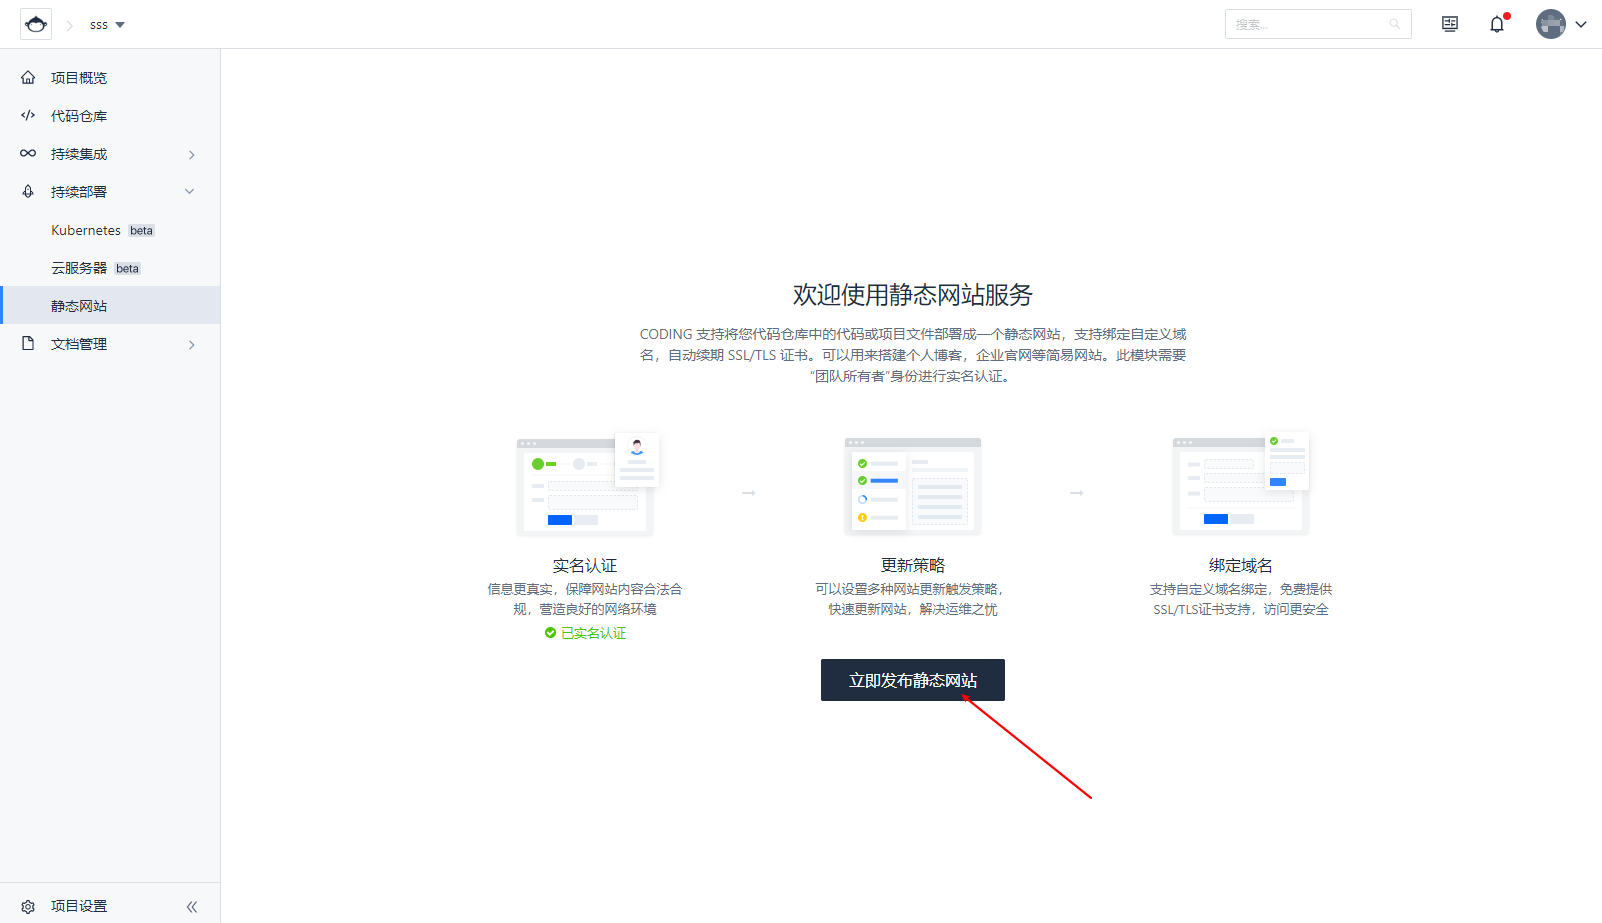 sss
搜索...
项目概览
代码仓库
持续集成
持续部署
Kubernetes beta
云服务器 beta
静态网站
文档管理
项目设置
欢迎使用静态网站服务
CODING 支持将您代码仓库中的代码或项目文件部署成一个静态网站，支持绑定自定义域
名，自动续期 SSL/TLS 证书。可以用来搭建个人博客，企业官网等简易网站。此模块需要
“团队所有者”身份进行实名认证。
实名认证
信息更真实，保障网站内容合法合
规，营造良好的网络环境
已实名认证
更新策略
可以设置多种网站更新触发策略，
快速更新网站，解决运维之忧
绑定域名
支持自定义域名绑定，免费提供
SSL/TLS证书支持，访问更安全
立即发布静态网站